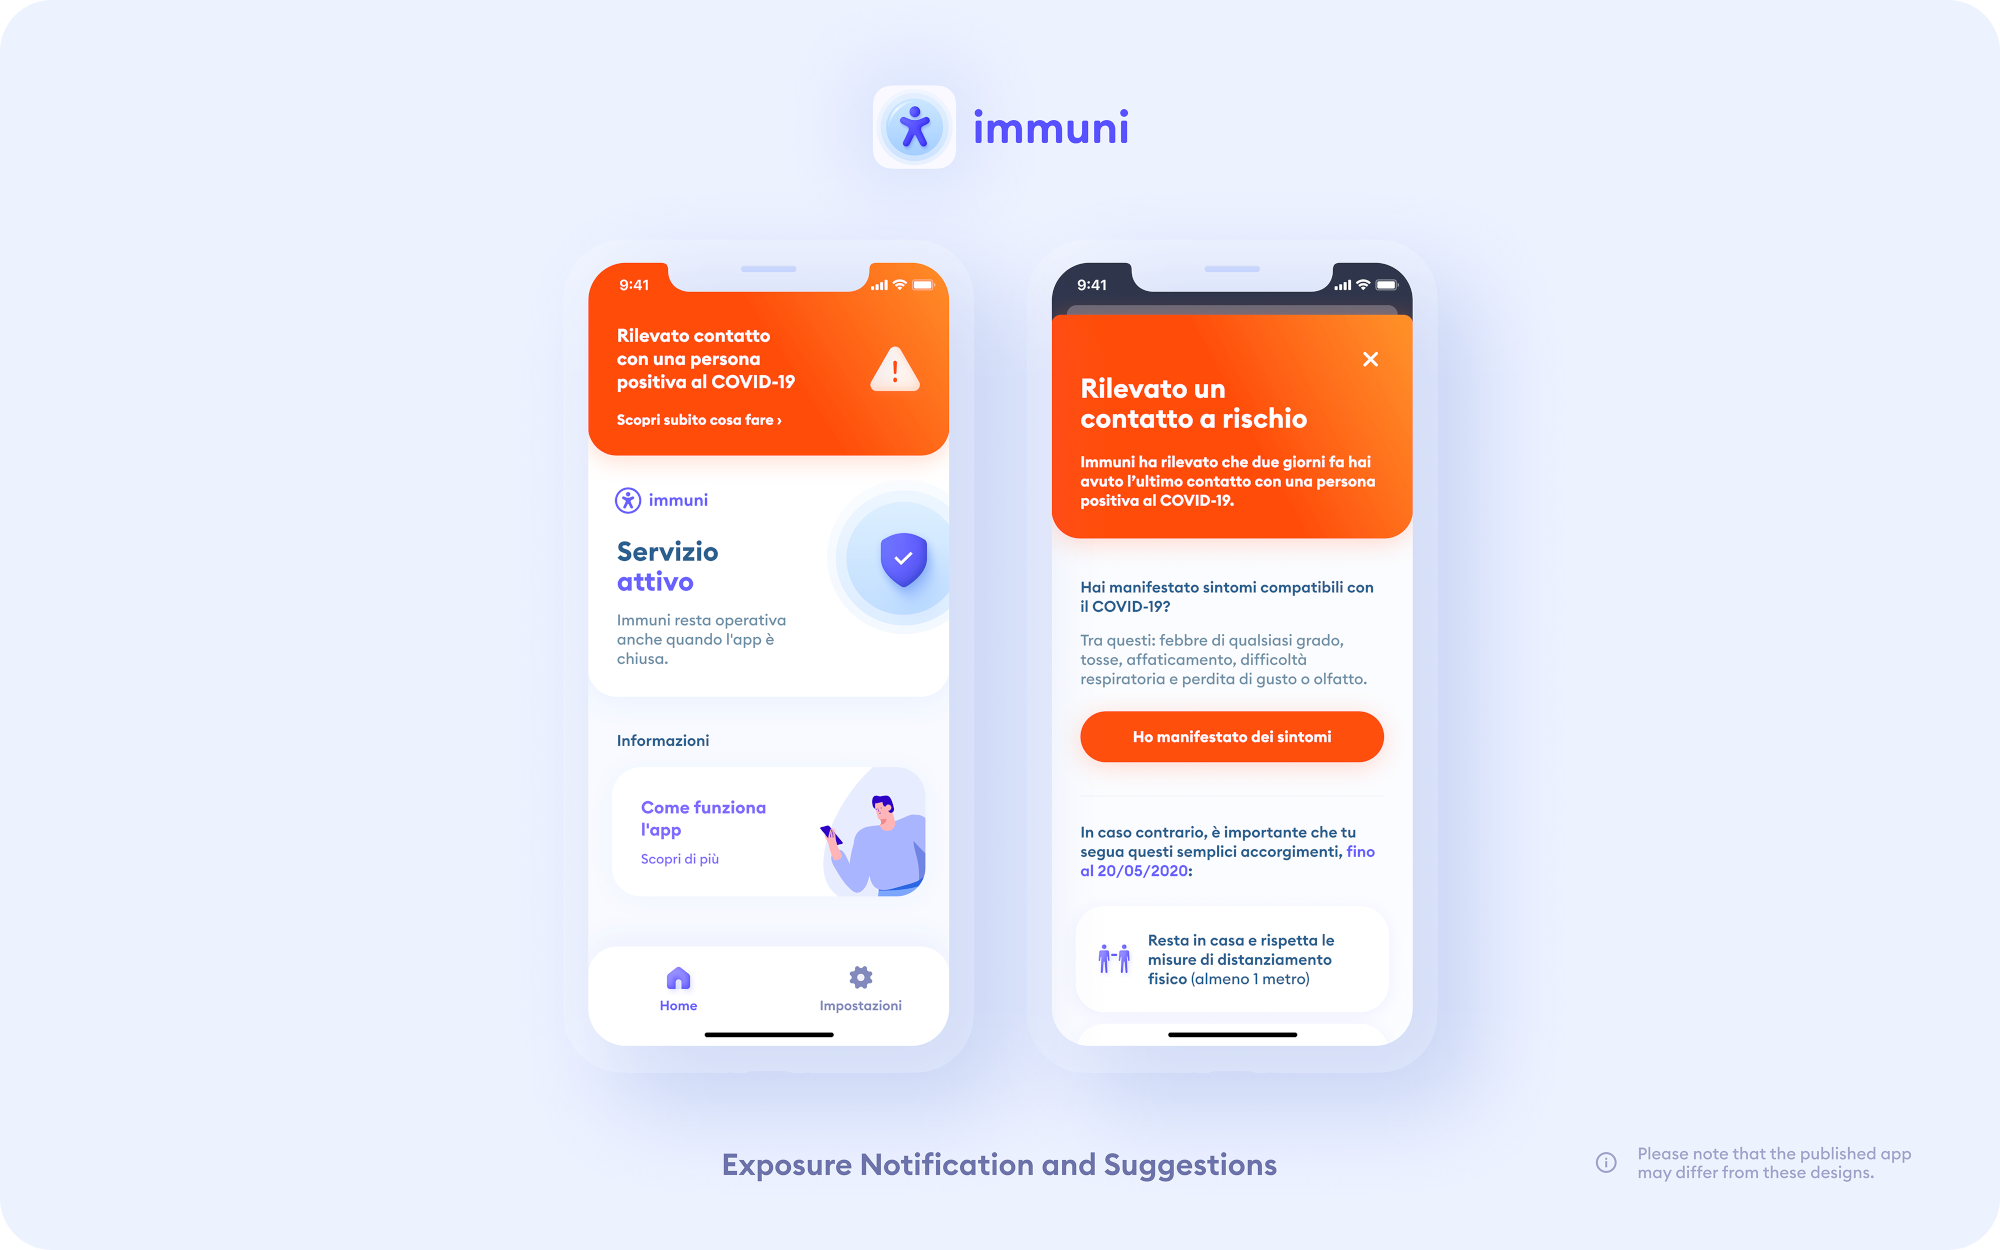 immuni
9:41
Rilevato contatto
con una persona
positiva al COVID-19
Scopri subito cosa fare ›
immuni
Servizio
attivo
Immuni resta operativa
anche quando l'app è
chiusa.
Informazioni
Come funziona
l'app
Scopri di più
Home
Impostazioni
9:41
Rilevato un
contatto a rischio
Immuni ha rilevato che due giorni fa hai
avuto l’ultimo contatto con una persona
positiva al COVID-19.
Hai manifestato sintomi compatibili con
il COVID-19?
Tra questi: febbre di qualsiasi grado,
tosse, affaticamento, difficoltà
respiratoria e perdita di gusto o olfatto.
Ho manifestato dei sintomi
In caso contrario, è importante che tu
segua questi semplici accorgimenti, fino
al 20/05/2020:
Resta in casa e rispetta le
misure di distanziamento
fisico (almeno 1 metro)
Exposure Notification and Suggestions
Please note that the published app
may differ from these designs.